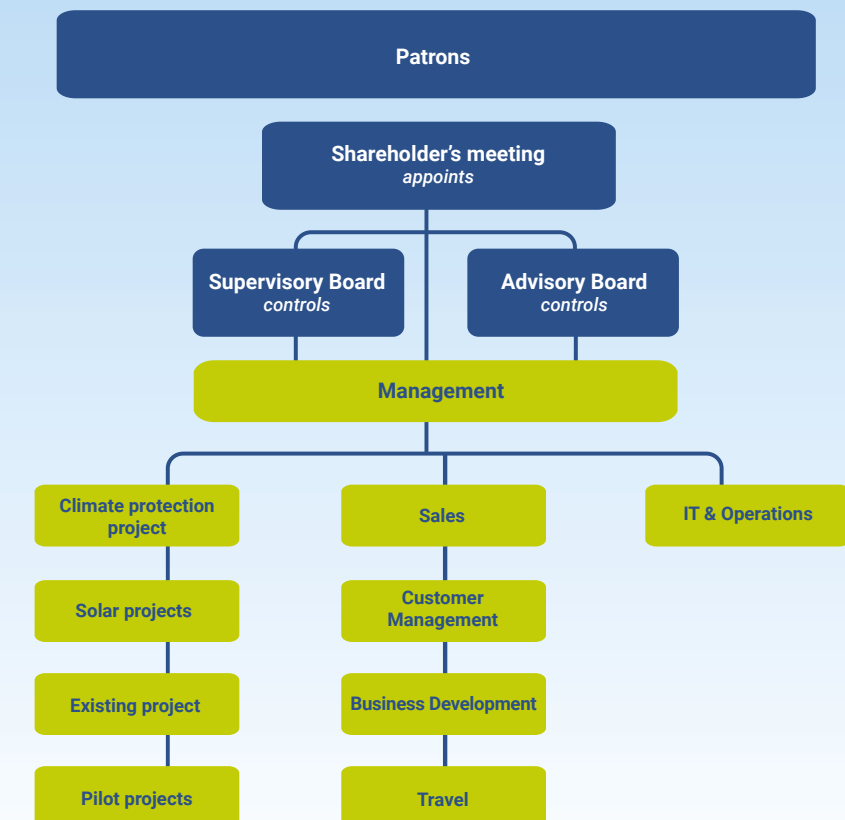 Patrons
Shareholder’s meeting
appoints
Supervisory Board
controls
Advisory Board
controls
Management
Climate protection
project
Sales
IT & Operations
Solar projects
Customer
Management
Existing project
Business Development
Pilot projects
Travel